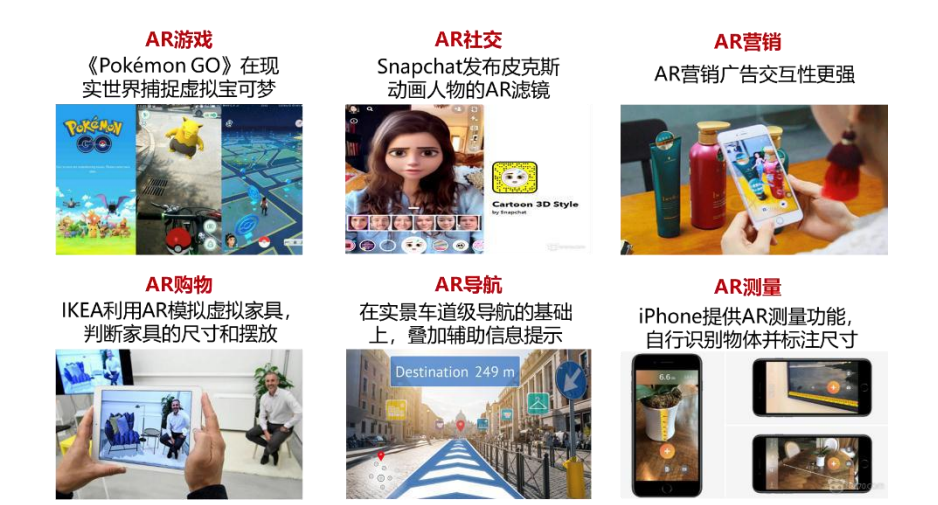 AR游戏
《Pokémon GO》在现
实世界捕捉虚拟宝可梦
AR社交
Snapchat发布皮克斯
动画人物的AR滤镜
AR营销
AR营销广告交互性更强
POKÉMON
GO
Cartoon 3D Style
by Snapchat
AR购物
IKEA利用AR模拟虚拟家具,
判断家具的尺寸和摆放
AR导航
在实景车道级导航的基础
上，叠加辅助信息提示
AR测量
iPhone提供AR测量功能,
自行识别物体并标注尺寸
Destination 249 m